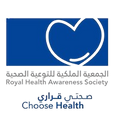 الجمعية الملكية للتوعية الصحية
Royal Health Awareness Society
صحتي قراري
Choose Health